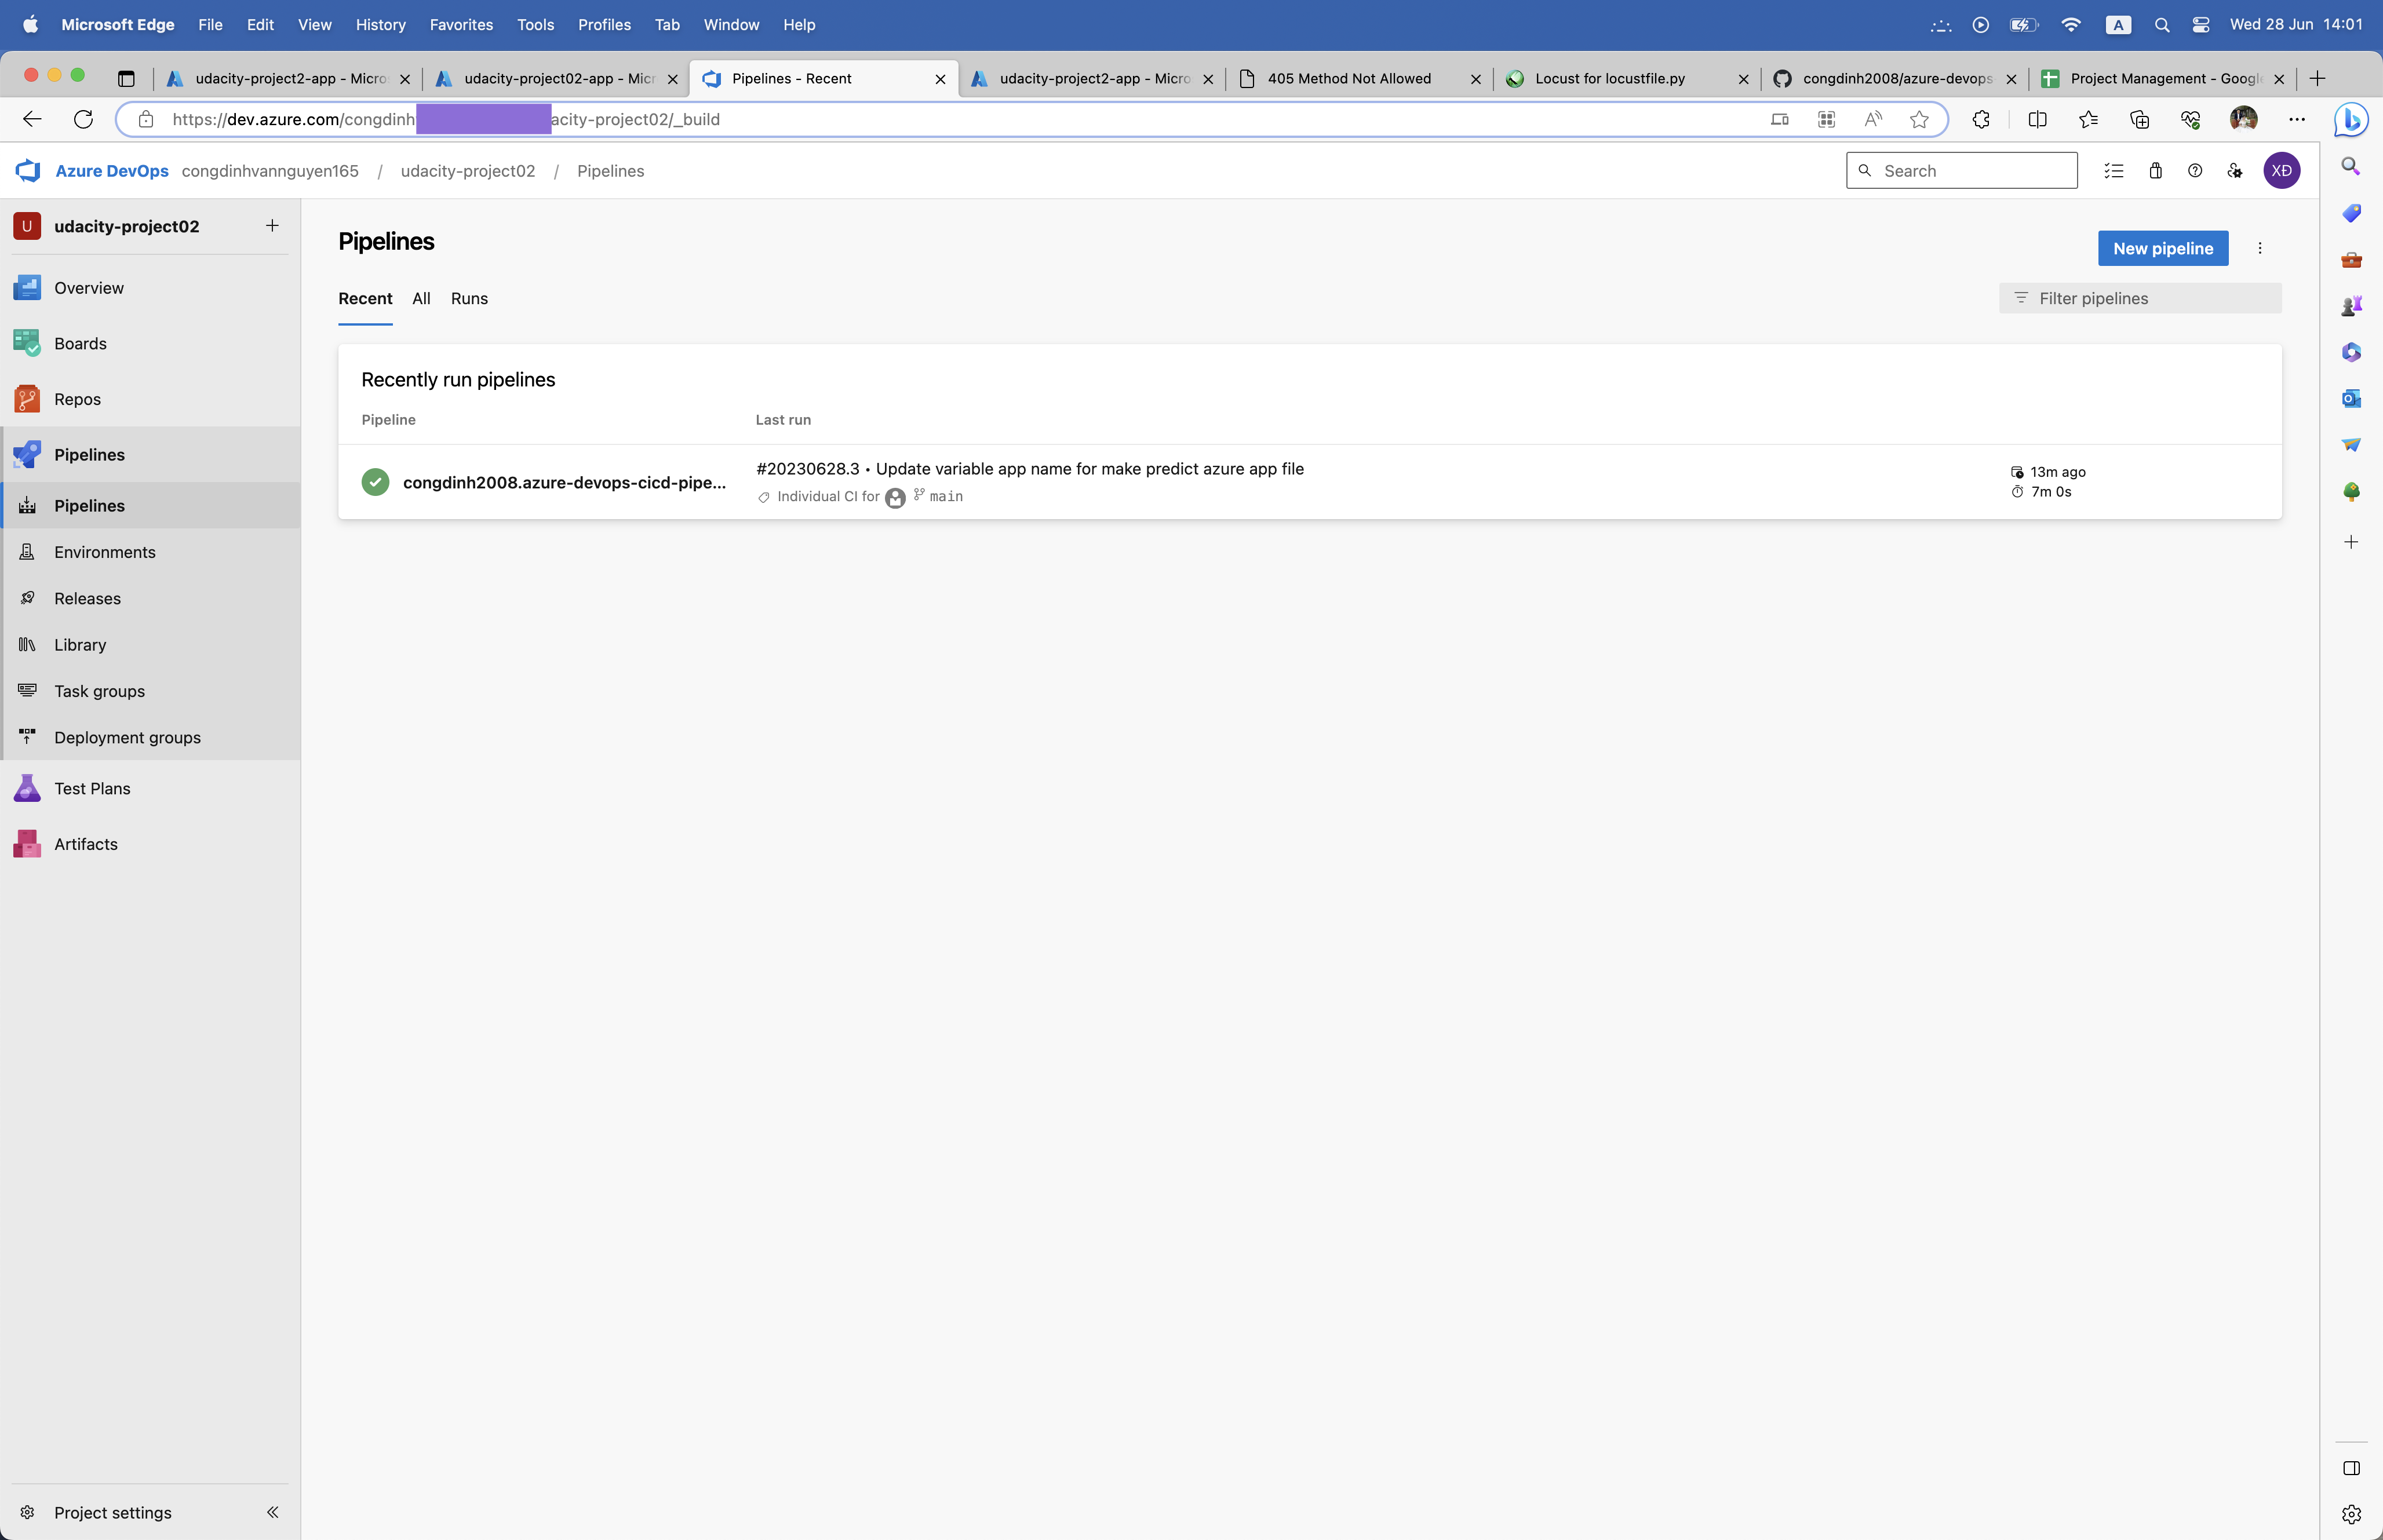 Microsoft Edge File Edit View History Favorites Tools Profiles Tab Window Help A Wed 28 Jun 14:01
udacity-project2-app - Micro udacity-project02-app - Micr Pipelines - Recent udacity-project2-app - Micro 405 Method Not Allowed Locust for locustfile.py congdinh2008/azure-devops Project Management - Google
https://dev.azure.com/congdinh acity-project02/_build
Azure DevOps congdinhvannguyen165 / udacity-project02 / Pipelines Search XĐ
U udacity-project02
Overview
Boards
Repos
Pipelines
Pipelines
Environments
Releases
Library
Task groups
Deployment groups
Test Plans
Artifacts
Project settings
Pipelines
New pipeline
Recent All Runs
Filter pipelines
Recently run pipelines
Pipeline Last run
congdinh2008.azure-devops-cicd-pipe...
#20230628.3 • Update variable app name for make predict azure app file
Individual CI for main
13m ago
7m 0s